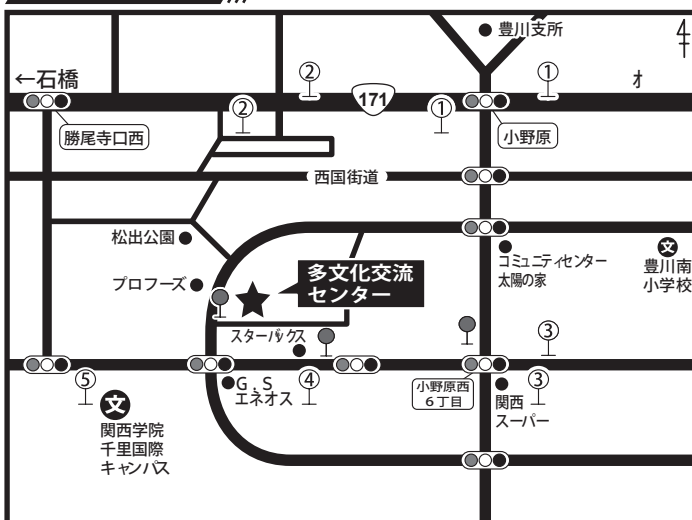 豊川支所
4
←石橋
②
①
171
オ
②
①
勝尾寺口西
小野原
西国街道
松出公園
コミュニティセンター
太陽の家
文
豊川南
小学校
プロフーズ
多文化交流
センター
スターバックス
③
⑤
G.S
エネオス
④
小野原西
6丁目
③
関西
スーパー
文
関西学院
千里国際
キャンパス